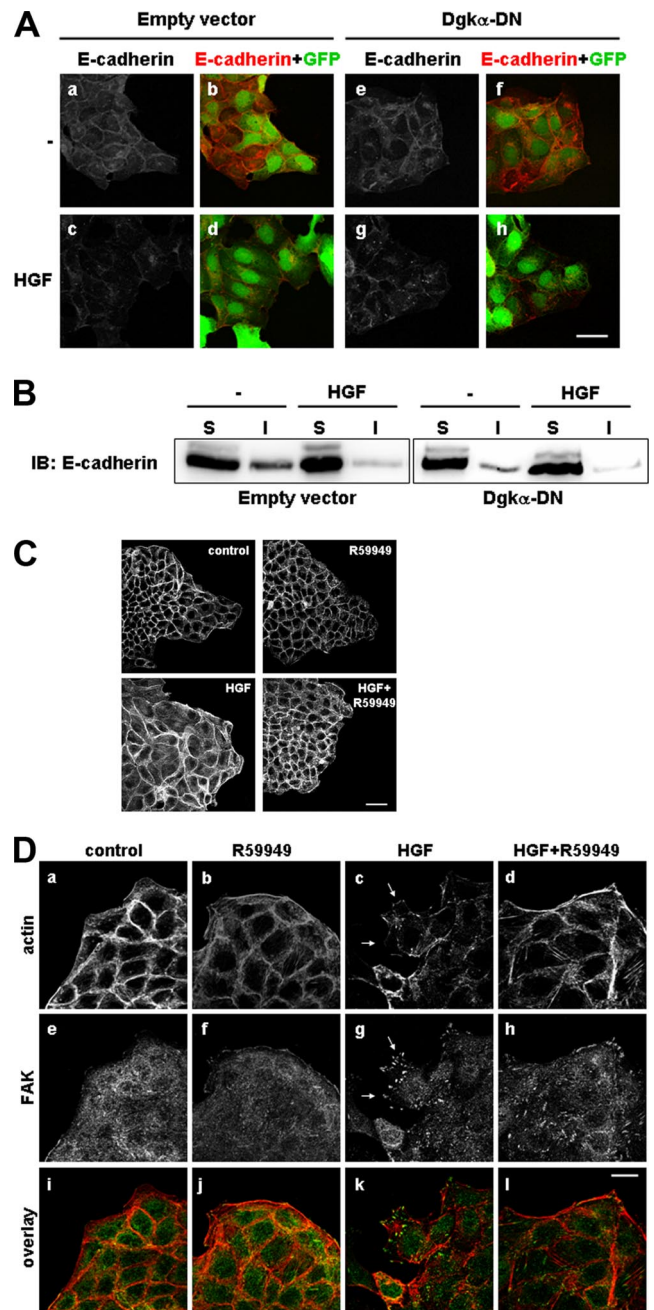 A
Empty vector
Dgkα-DN
E-cadherin
E-cadherin+GFP
E-cadherin
E-cadherin+GFP
a
b
e
f
-
c
d
g
h
HGF
B
-
HGF
-
HGF
S
I
S
I
S
I
S
I
IB: E-cadherin
Empty vector
Dgkα-DN
C
control
R59949
HGF
HGF+
R59949
D
control
R59949
HGF
HGF+R59949
a
b
c
d
actin
e
f
g
h
FAK
i
j
k
l
overlay